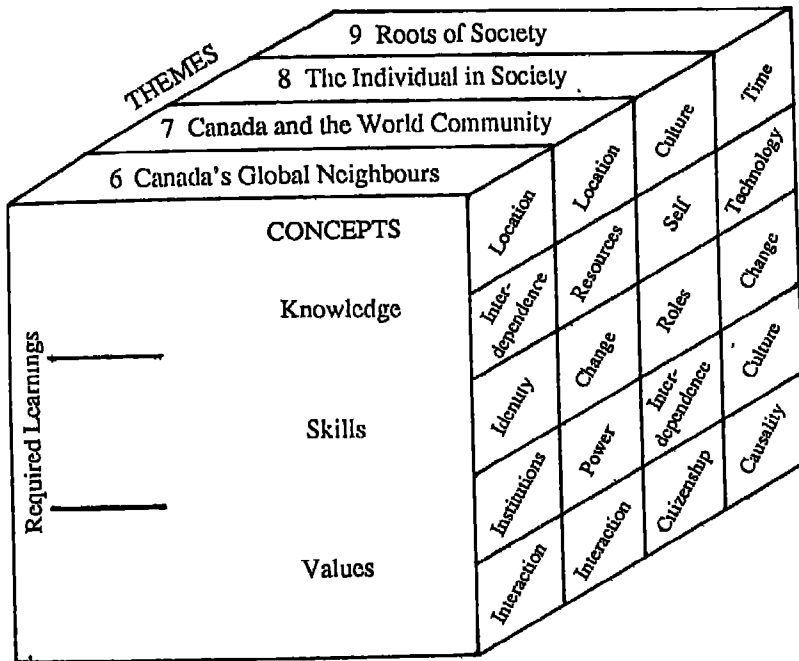 THEMES
9 Roots of Society
8 The Individual in Society
7 Canada and the World Community
6 Canada's Global Neighbours
CONCEPTS
Knowledge
Skills
Values
Required Learnings
Location
Inter-
dependence
Identity
Institutions
Interaction
Location
Resources
Change
Power
Interaction
Culture
Self
Roles
Inter-
dependence
Citizenship
Time
Technology
Change
Culture
Causality